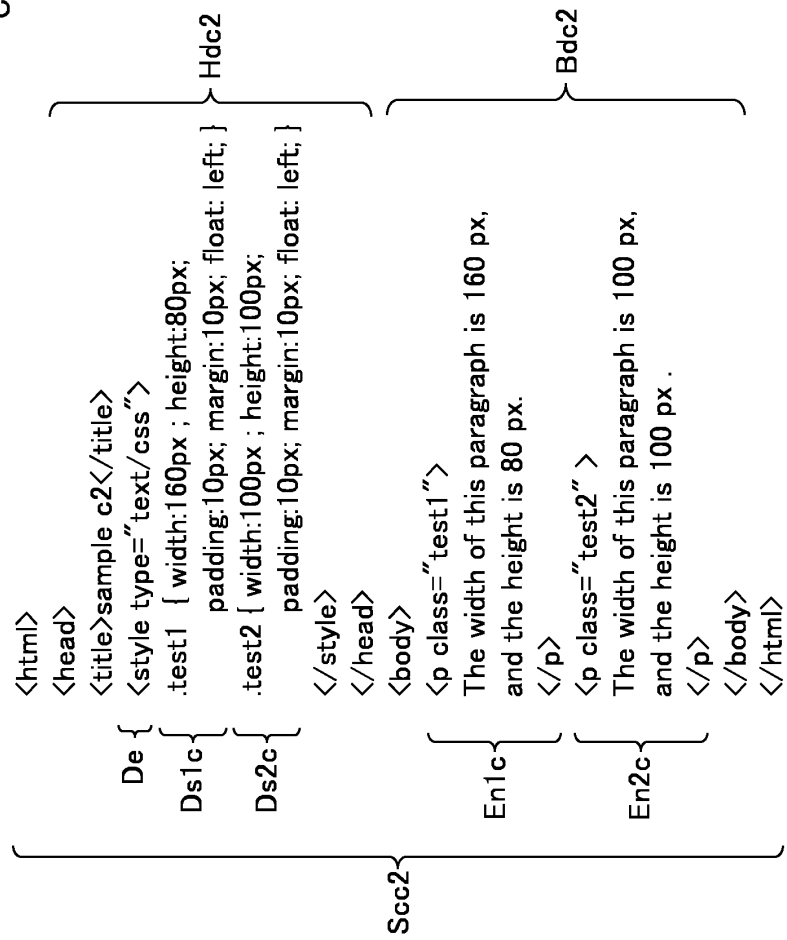 Scc2
De
Ds1c
Ds2c
En1c
En2c
<html>
<head>
<title>sample c2</title>
<style type="text/css">
.test1 { width:160px ; height:80px;
padding:10px; margin:10px; float: left; }
.test2 { width:100px ; height:100px;
padding:10px; margin:10px; float: left; }
</style>
</head>
<body>
<p class="test1">
The width of this paragraph is 160 px,
and the height is 80 px.
</p>
<p class="test2" >
The width of this paragraph is 100 px,
and the height is 100 px .
</p>
</body>
</html>
Hdc2
Bdc2